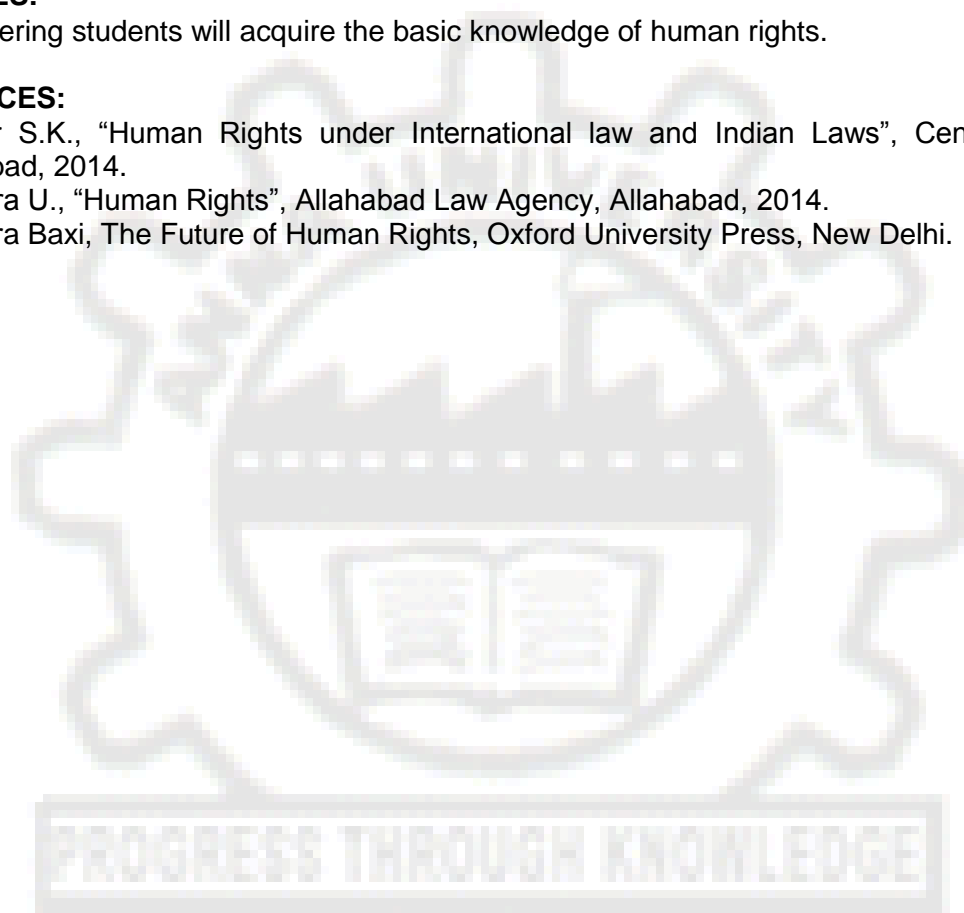 ES:
ering students will acquire the basic knowledge of human rights.
CES:
r S.K., “Human Rights under International law and Indian Laws”, Cen
bad, 2014.
ra U., “Human Rights”, Allahabad Law Agency, Allahabad, 2014.
ra Baxi, The Future of Human Rights, Oxford University Press, New Delhi.
ANNA UNIVERSITY
PROGRESS THROUGH KNOWLEDGE